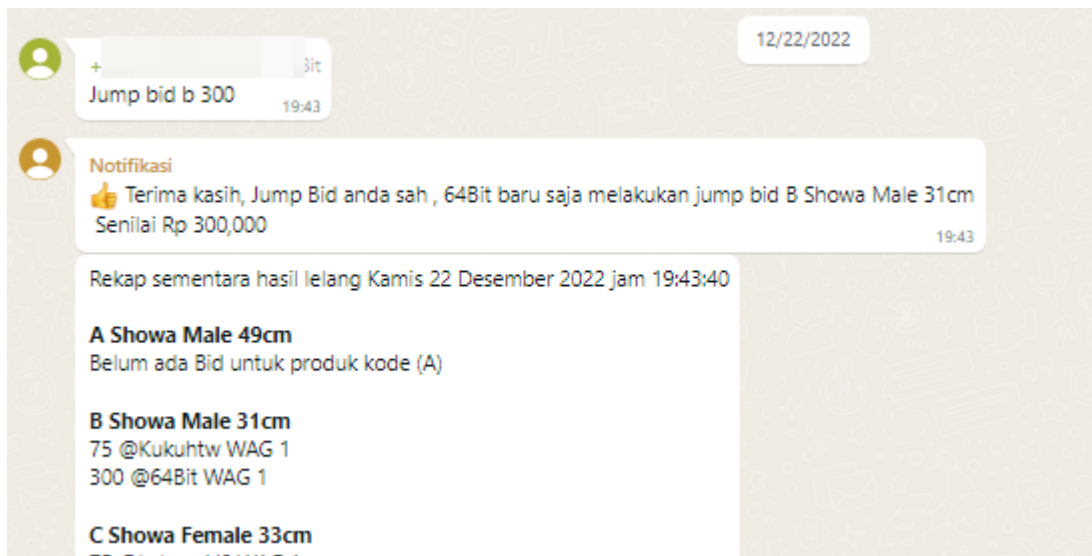 12/22/2022
+
Jump bid b 300
19:43
Notifikasi
👍 Terima kasih, Jump Bid anda sah , 64Bit baru saja melakukan jump bid B Showa Male 31cm
Senilai Rp 300,000
19:43
Rekap sementara hasil lelang Kamis 22 Desember 2022 jam 19:43:40
A Showa Male 49cm
Belum ada Bid untuk produk kode (A)
B Showa Male 31cm
75 @Kukuhtw WAG 1
300 @64Bit WAG 1
C Showa Female 33cm